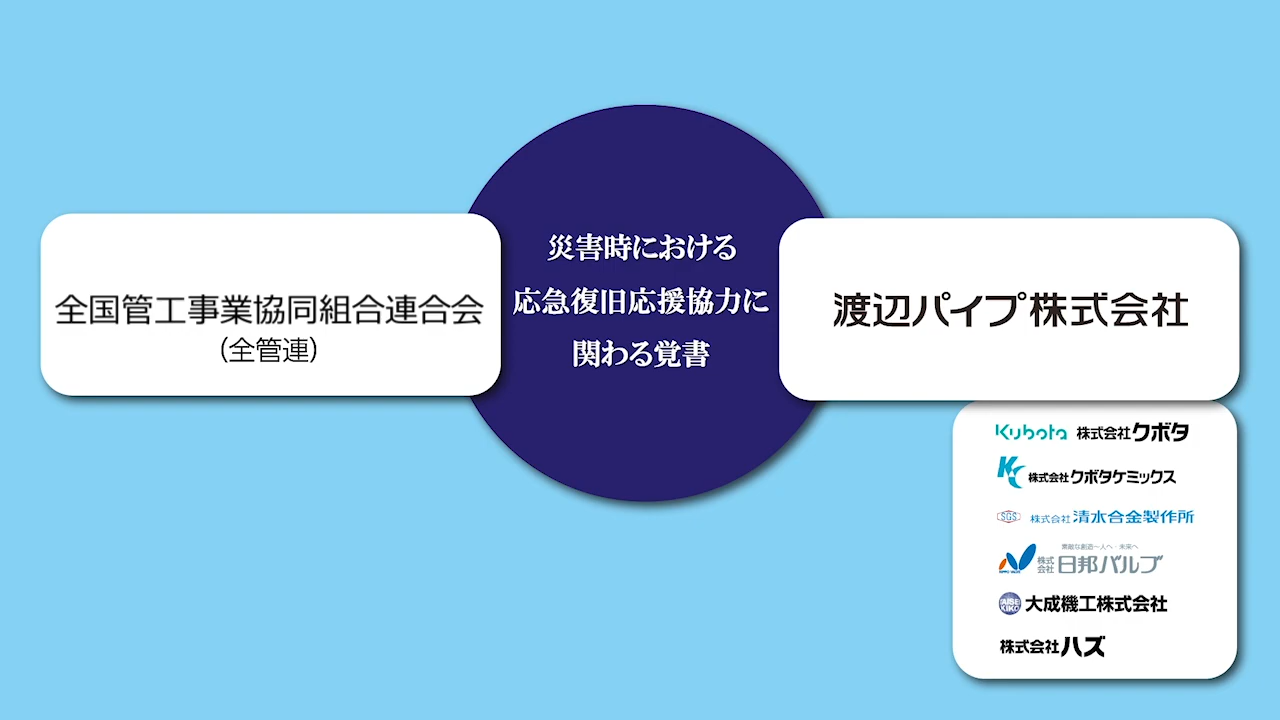 災害時における
応急復旧応援協力に
関わる覚書
全国管工事業協同組合連合会
（全管連）
渡辺パイプ株式会社
Kubota 株式会社クボタ
KC 株式会社クボタケミックス
SGS 株式会社 清水合金製作所
素敵な創造～人へ・未来へ
NIPPO VALVE 株式会社 日邦バルブ
TAISEI KIKO 大成機工株式会社
株式会社ハズ